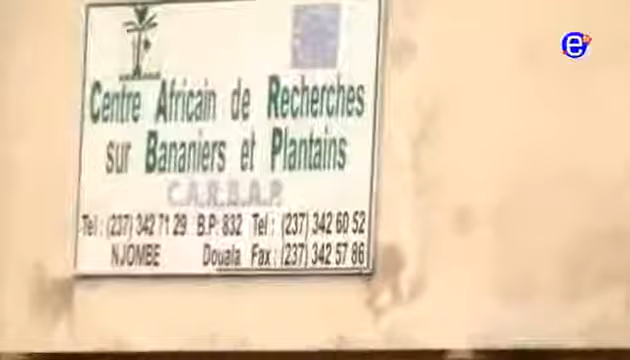 Centre Africain de Recherches
sur Bananiers et Plantains
C.A.R.B.A.P.
Tel : (237) 342 71 29 B.P: 832 Tel : (237) 342 60 52
NJOMBE Douala Fax : (237) 342 57 86
e